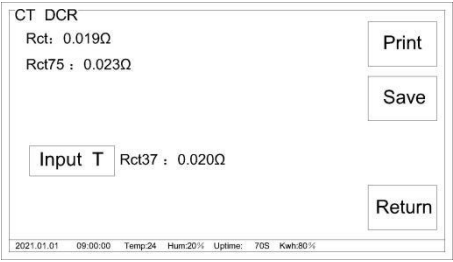 CT DCR
Rct： 0.019Ω
Rct75： 0.023Ω
Print
Save
Input T
Rct37： 0.020Ω
Return
2021.01.01 09:00:00 Temp:24 Hum:20% Uptime: 70S Kwh:80%